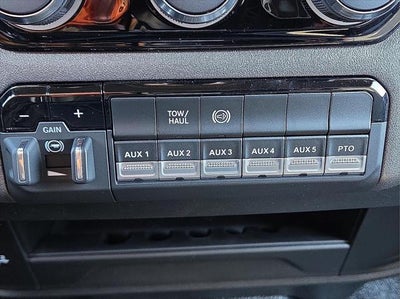 − +
TOW/
HAUL
GAIN
AUX 1 AUX 2 AUX 3 AUX 4 AUX 5 PTO